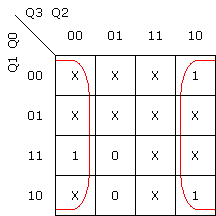 Q3 Q2
Q1 Q0
00 01 11 10
00 X X X 1
01 X X X X
11 1 0 X X
10 X 0 X 1